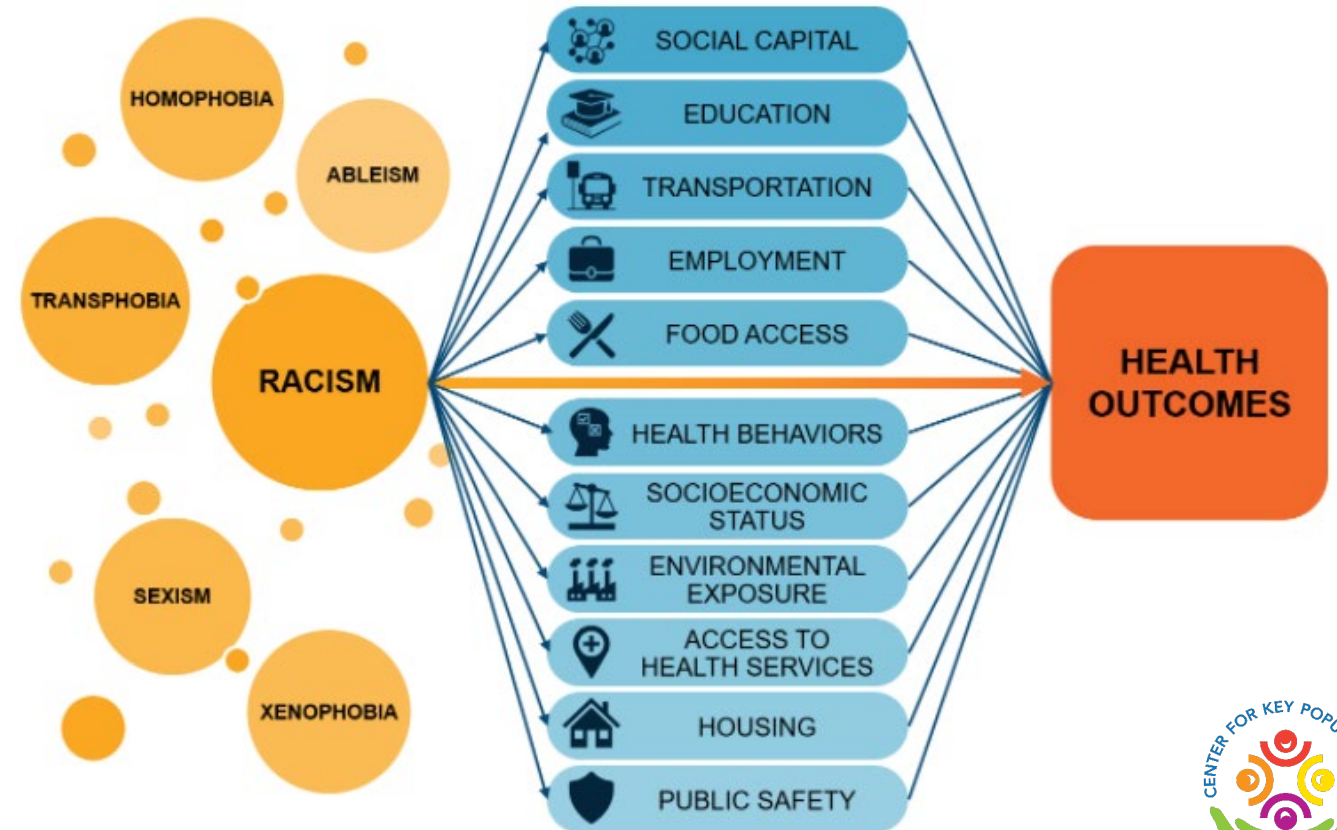 HOMOPHOBIA
ABLEISM
TRANSPHOBIA
RACISM
SEXISM
XENOPHOBIA
SOCIAL CAPITAL
EDUCATION
TRANSPORTATION
EMPLOYMENT
FOOD ACCESS
HEALTH BEHAVIORS
SOCIOECONOMIC
STATUS
ENVIRONMENTAL
EXPOSURE
ACCESS TO
HEALTH SERVICES
HOUSING
PUBLIC SAFETY
HEALTH
OUTCOMES
CENTER FOR KEY